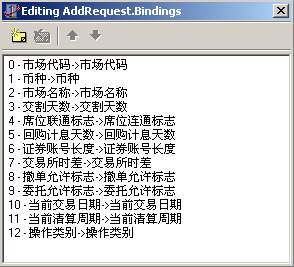 Editing AddRequest.Bindings
0 - 市场代码->市场代码
1 - 币种->币种
2 - 市场名称->市场名称
3 - 交割天数->交割天数
4 - 席位联通标志->席位连通标志
5 - 回购计息天数->回购计息天数
6 - 证券账号长度->证券账号长度
7 - 交易所时差->交易所时差
8 - 撤单允许标志->撤单允许标志
9 - 委托允许标志->委托允许标志
10 - 当前交易日期->当前交易日期
11 - 当前清算周期->当前清算周期
12 - 操作类别->操作类别